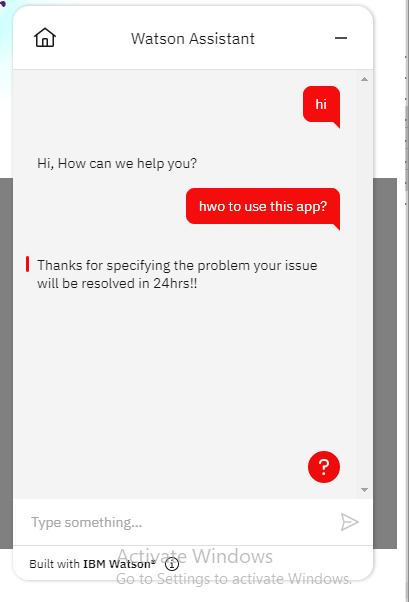 Watson Assistant
hi
Hi, How can we help you?
hwo to use this app?
Thanks for specifying the problem your issue
will be resolved in 24hrs!!
?
Type something...
Built with IBM Watson®
Activate Windows
Go to Settings to activate Windows.